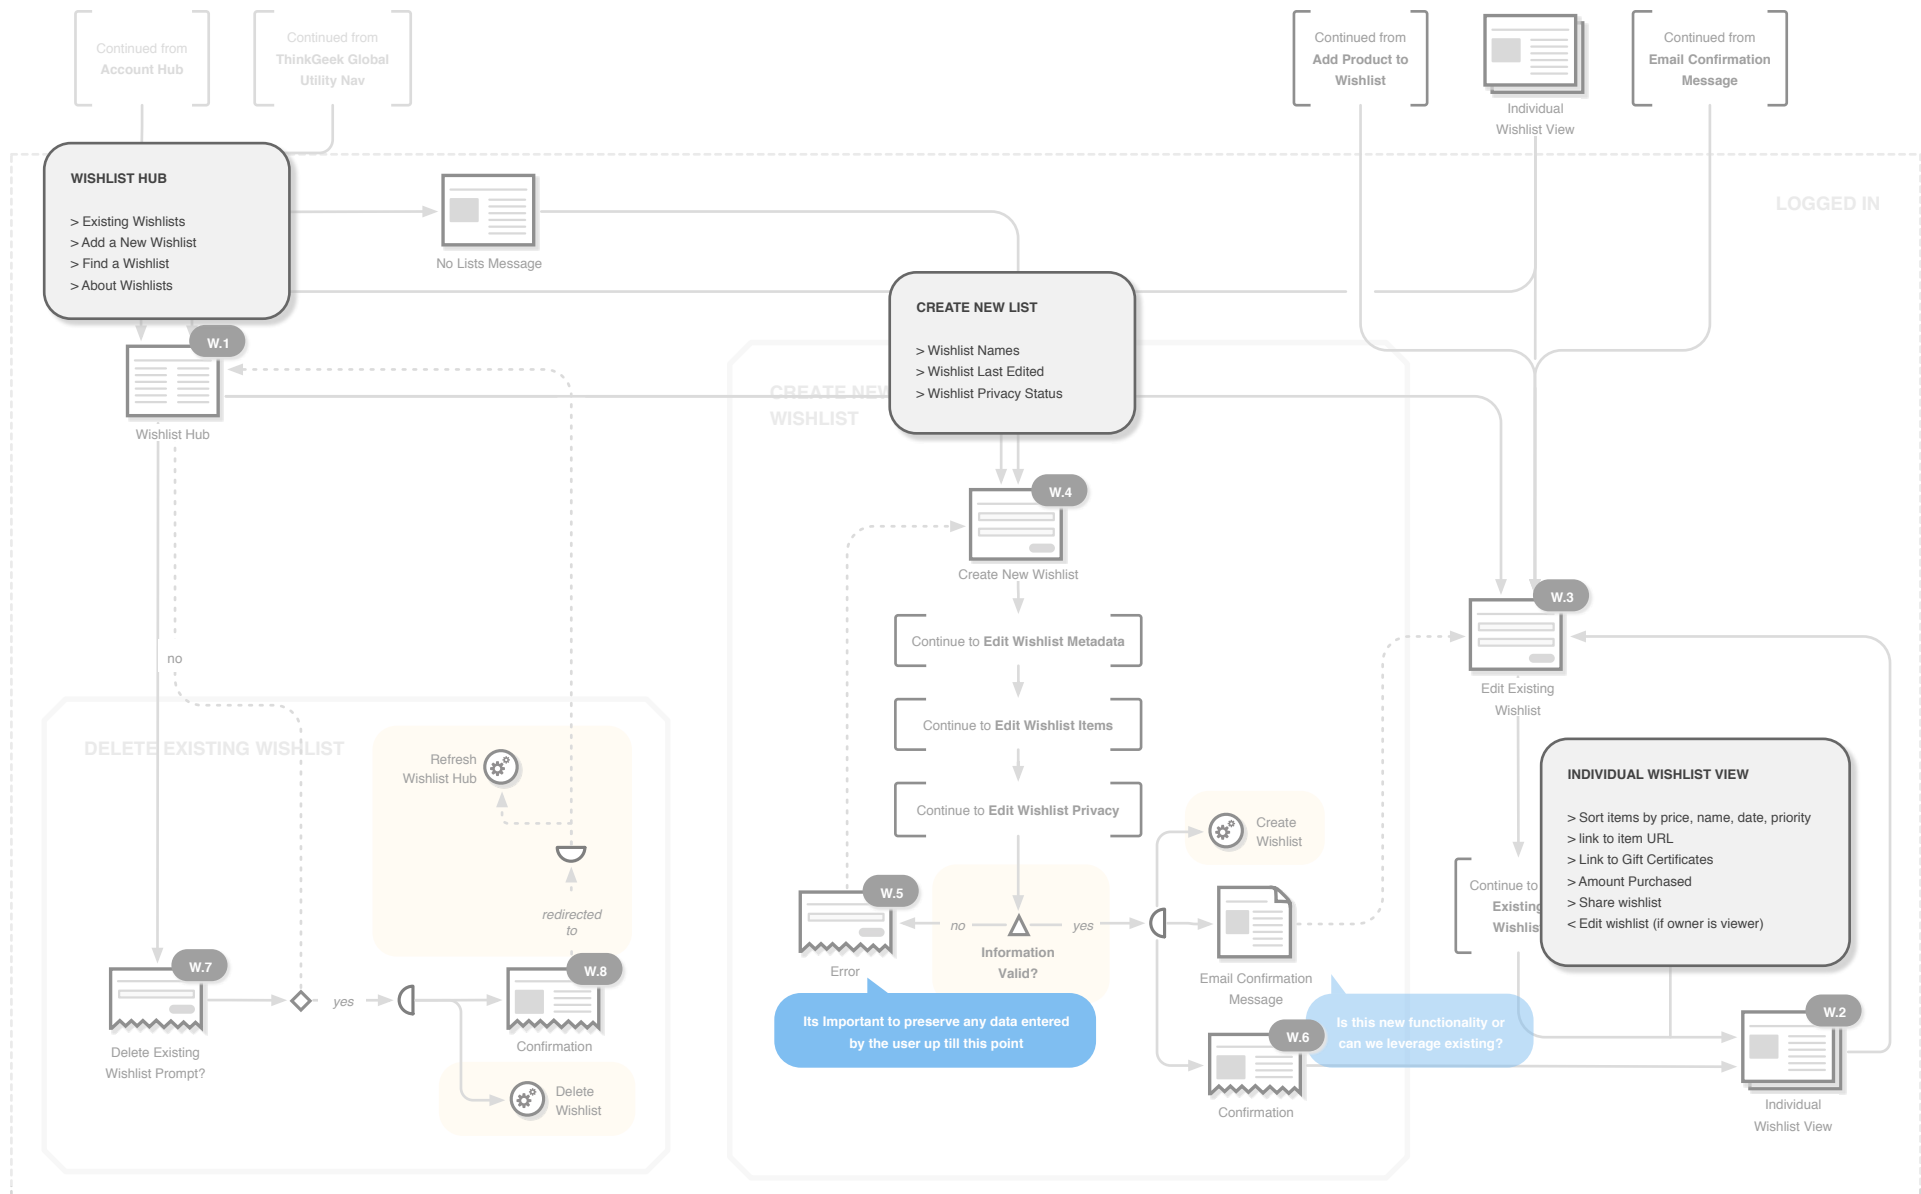 Continued from
Account Hub
Continued from
ThinkGeek Global
Utility Nav
Continued from
Add Product to
Wishlist
Individual
Wishlist View
Continued from
Email Confirmation
Message
LOGGED IN
WISHLIST HUB
> Existing Wishlists
> Add a New Wishlist
> Find a Wishlist
> About Wishlists
No Lists Message
W.1
Wishlist Hub
CREATE NEW LIST
> Wishlist Names
> Wishlist Last Edited
> Wishlist Privacy Status
CREATE NEW
WISHLIST
W.4
Create New Wishlist
Continue to Edit Wishlist Metadata
Continue to Edit Wishlist Items
Continue to Edit Wishlist Privacy
W.3
Edit Existing
Wishlist
no
DELETE EXISTING WISHLIST
Refresh
Wishlist Hub
redirected
to
W.7
Delete Existing
Wishlist Prompt?
yes
W.8
Confirmation
Delete
Wishlist
W.5
Error
no
yes
Information
Valid?
Its Important to preserve any data entered
by the user up till this point
Create
Wishlist
Email Confirmation
Message
Is this new functionality or
can we leverage existing?
W.6
Confirmation
Continue to
Existing
Wishlis
INDIVIDUAL WISHLIST VIEW
> Sort items by price, name, date, priority
> link to item URL
> Link to Gift Certificates
> Amount Purchased
> Share wishlist
< Edit wishlist (if owner is viewer)
W.2
Individual
Wishlist View